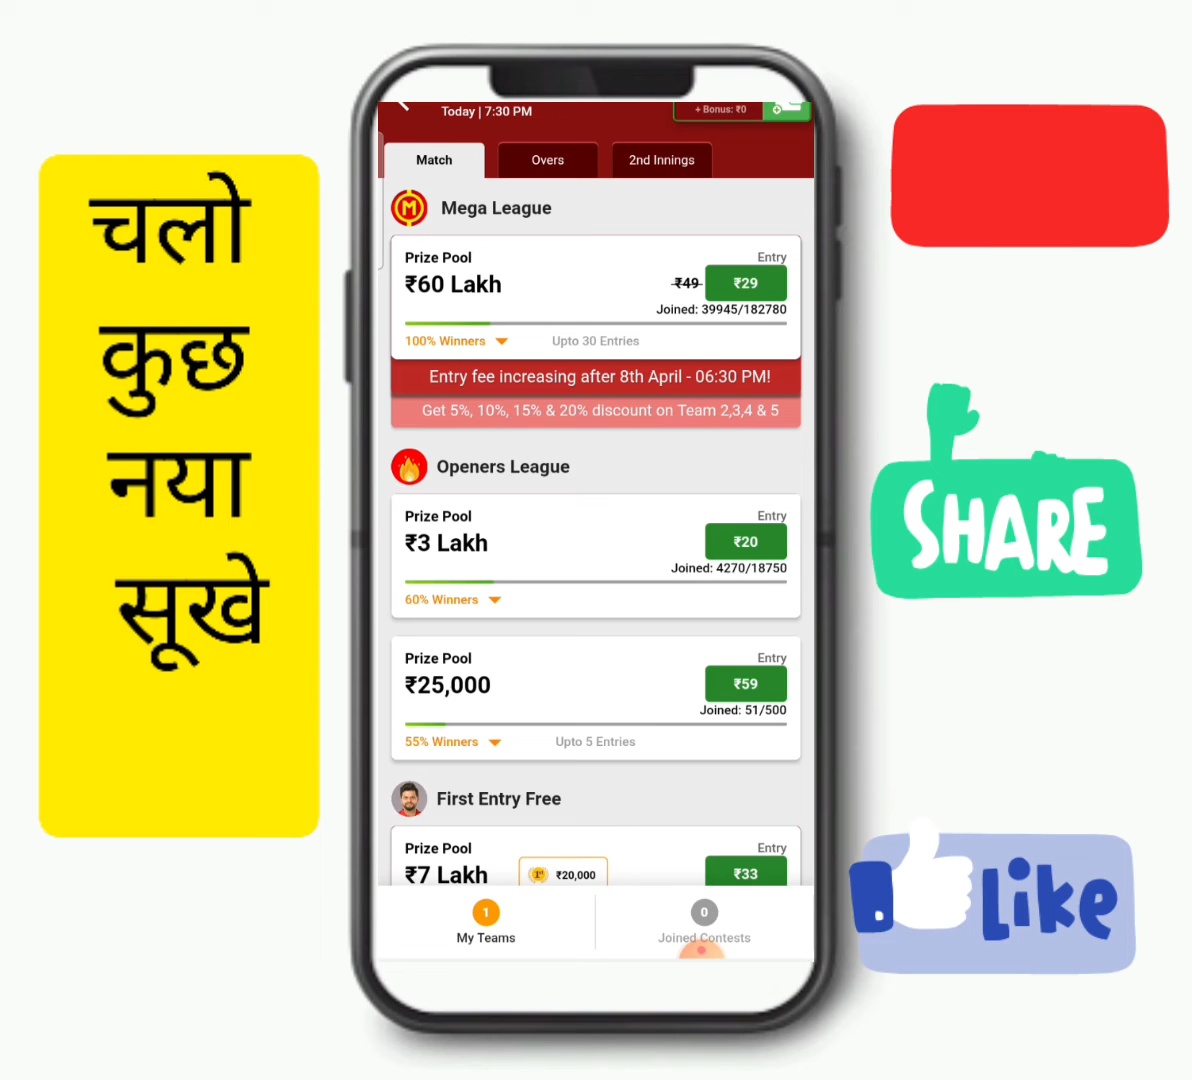 चलो
कुछ
नया
सूखे
Today | 7:30 PM
+ Bonus: ₹0
Match
Overs
2nd Innings
Mega League
Prize Pool
Entry
₹60 Lakh
₹49 ₹29
Joined: 39945/182780
100% Winners
Upto 30 Entries
Entry fee increasing after 8th April - 06:30 PM!
Get 5%, 10%, 15% & 20% discount on Team 2,3,4 & 5
Openers League
Prize Pool
Entry
₹3 Lakh
₹20
Joined: 4270/18750
60% Winners
Prize Pool
Entry
₹25,000
₹59
Joined: 51/500
55% Winners
Upto 5 Entries
First Entry Free
Prize Pool
Entry
₹7 Lakh
1st ₹20,000
₹33
1
My Teams
0
Joined Contests
SHARE
Like